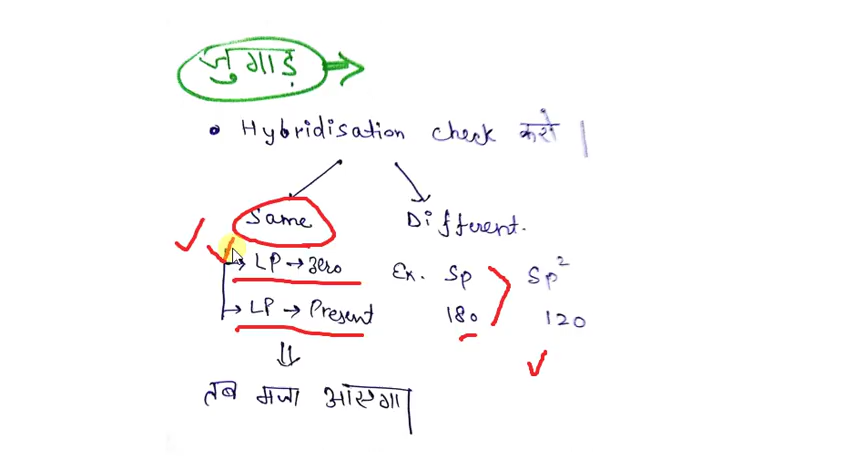 जुगाड़ →
• Hybridisation check करो।
Same Different.
LP → Zero Ex. Sp > Sp²
LP → Present 180 120
तब मजा आएगा